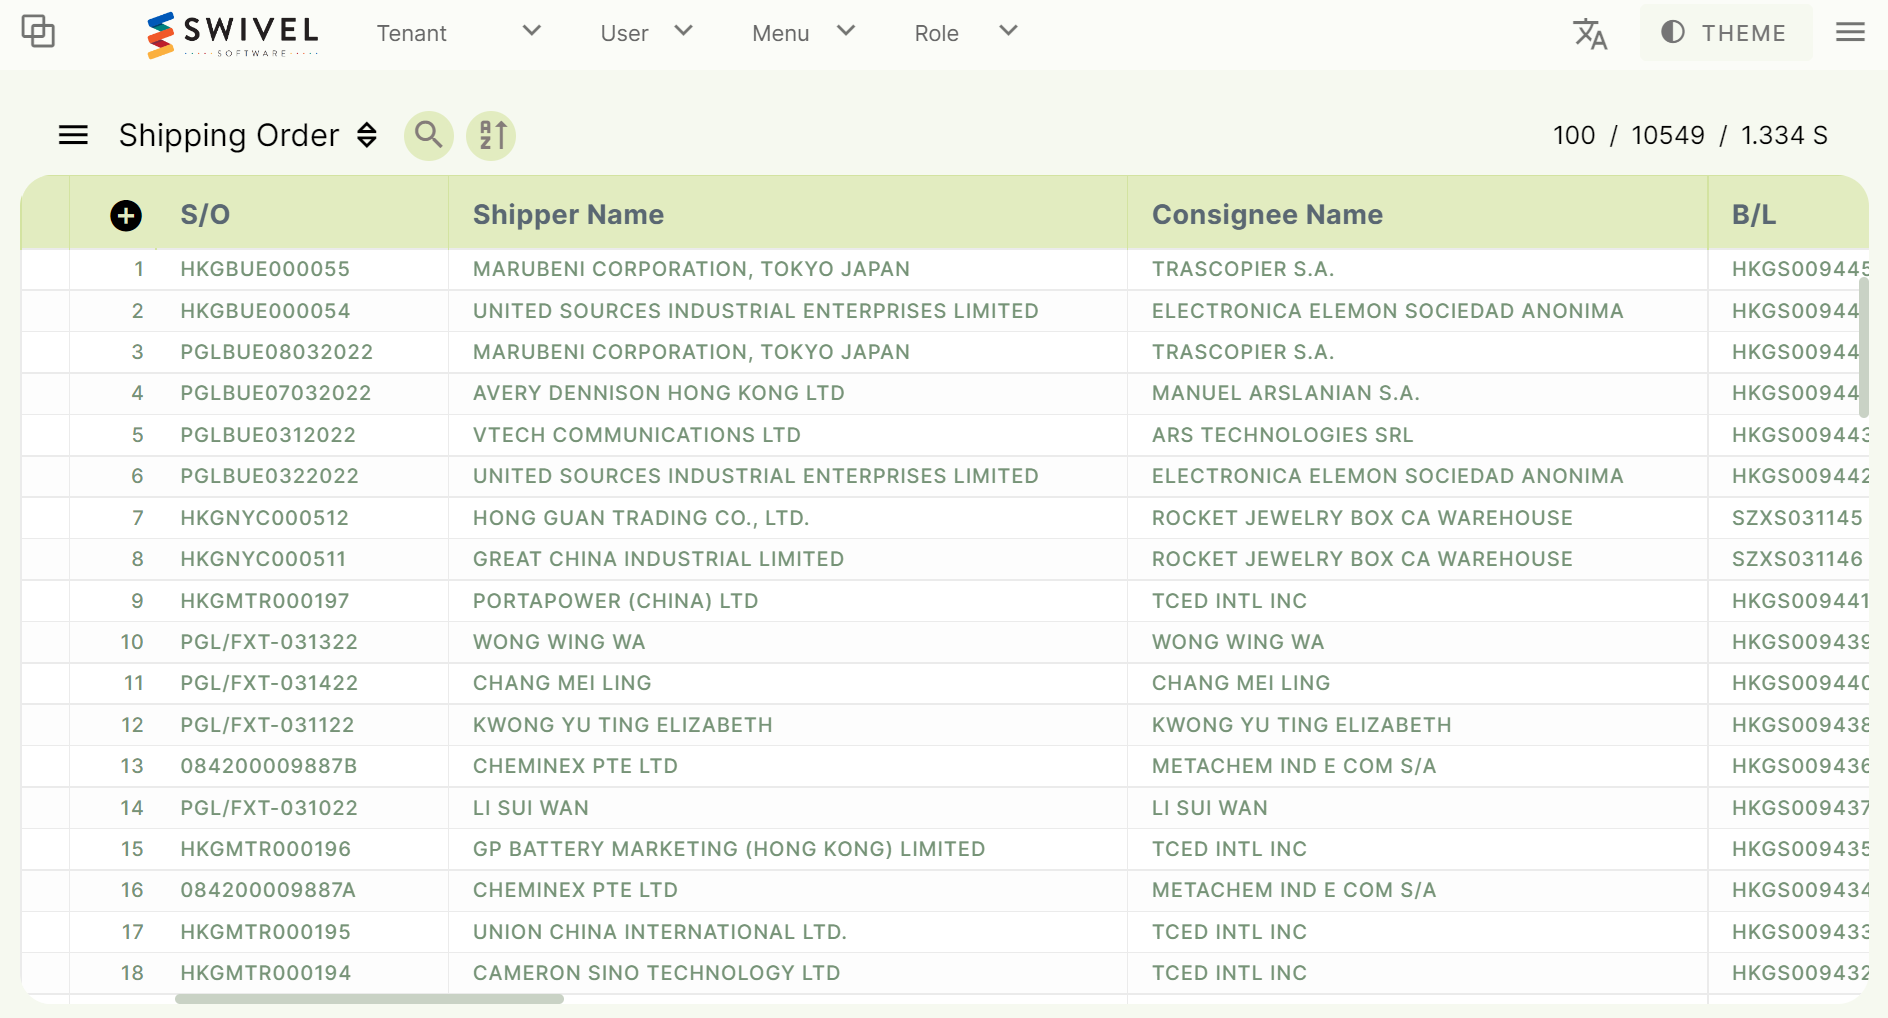 SWIVEL
SOFTWARE
Tenant User Menu Role THEME
Shipping Order 100 / 10549 / 1.334 S
S/O Shipper Name Consignee Name B/L
1 HKGBUE000055 MARUBENI CORPORATION, TOKYO JAPAN TRASCOPIER S.A. HKGS009445
2 HKGBUE000054 UNITED SOURCES INDUSTRIAL ENTERPRISES LIMITED ELECTRONICA ELEMON SOCIEDAD ANONIMA HKGS00944
3 PGLBUE08032022 MARUBENI CORPORATION, TOKYO JAPAN TRASCOPIER S.A. HKGS00944
4 PGLBUE07032022 AVERY DENNISON HONG KONG LTD MANUEL ARSLANIAN S.A. HKGS00944
5 PGLBUE0312022 VTECH COMMUNICATIONS LTD ARS TECHNOLOGIES SRL HKGS009443
6 PGLBUE0322022 UNITED SOURCES INDUSTRIAL ENTERPRISES LIMITED ELECTRONICA ELEMON SOCIEDAD ANONIMA HKGS009442
7 HKGNYC000512 HONG GUAN TRADING CO., LTD. ROCKET JEWELRY BOX CA WAREHOUSE SZXS031145
8 HKGNYC000511 GREAT CHINA INDUSTRIAL LIMITED ROCKET JEWELRY BOX CA WAREHOUSE SZXS031146
9 HKGMTR000197 PORTAPOWER (CHINA) LTD TCED INTL INC HKGS009441
10 PGL/FXT-031322 WONG WING WA WONG WING WA HKGS009439
11 PGL/FXT-031422 CHANG MEI LING CHANG MEI LING HKGS009440
12 PGL/FXT-031122 KWONG YU TING ELIZABETH KWONG YU TING ELIZABETH HKGS009438
13 084200009887B CHEMINEX PTE LTD METACHEM IND E COM S/A HKGS009436
14 PGL/FXT-031022 LI SUI WAN LI SUI WAN HKGS009437
15 HKGMTR000196 GP BATTERY MARKETING (HONG KONG) LIMITED TCED INTL INC HKGS009435
16 084200009887A CHEMINEX PTE LTD METACHEM IND E COM S/A HKGS009434
17 HKGMTR000195 UNION CHINA INTERNATIONAL LTD. TCED INTL INC HKGS009433
18 HKGMTR000194 CAMERON SINO TECHNOLOGY LTD TCED INTL INC HKGS009432